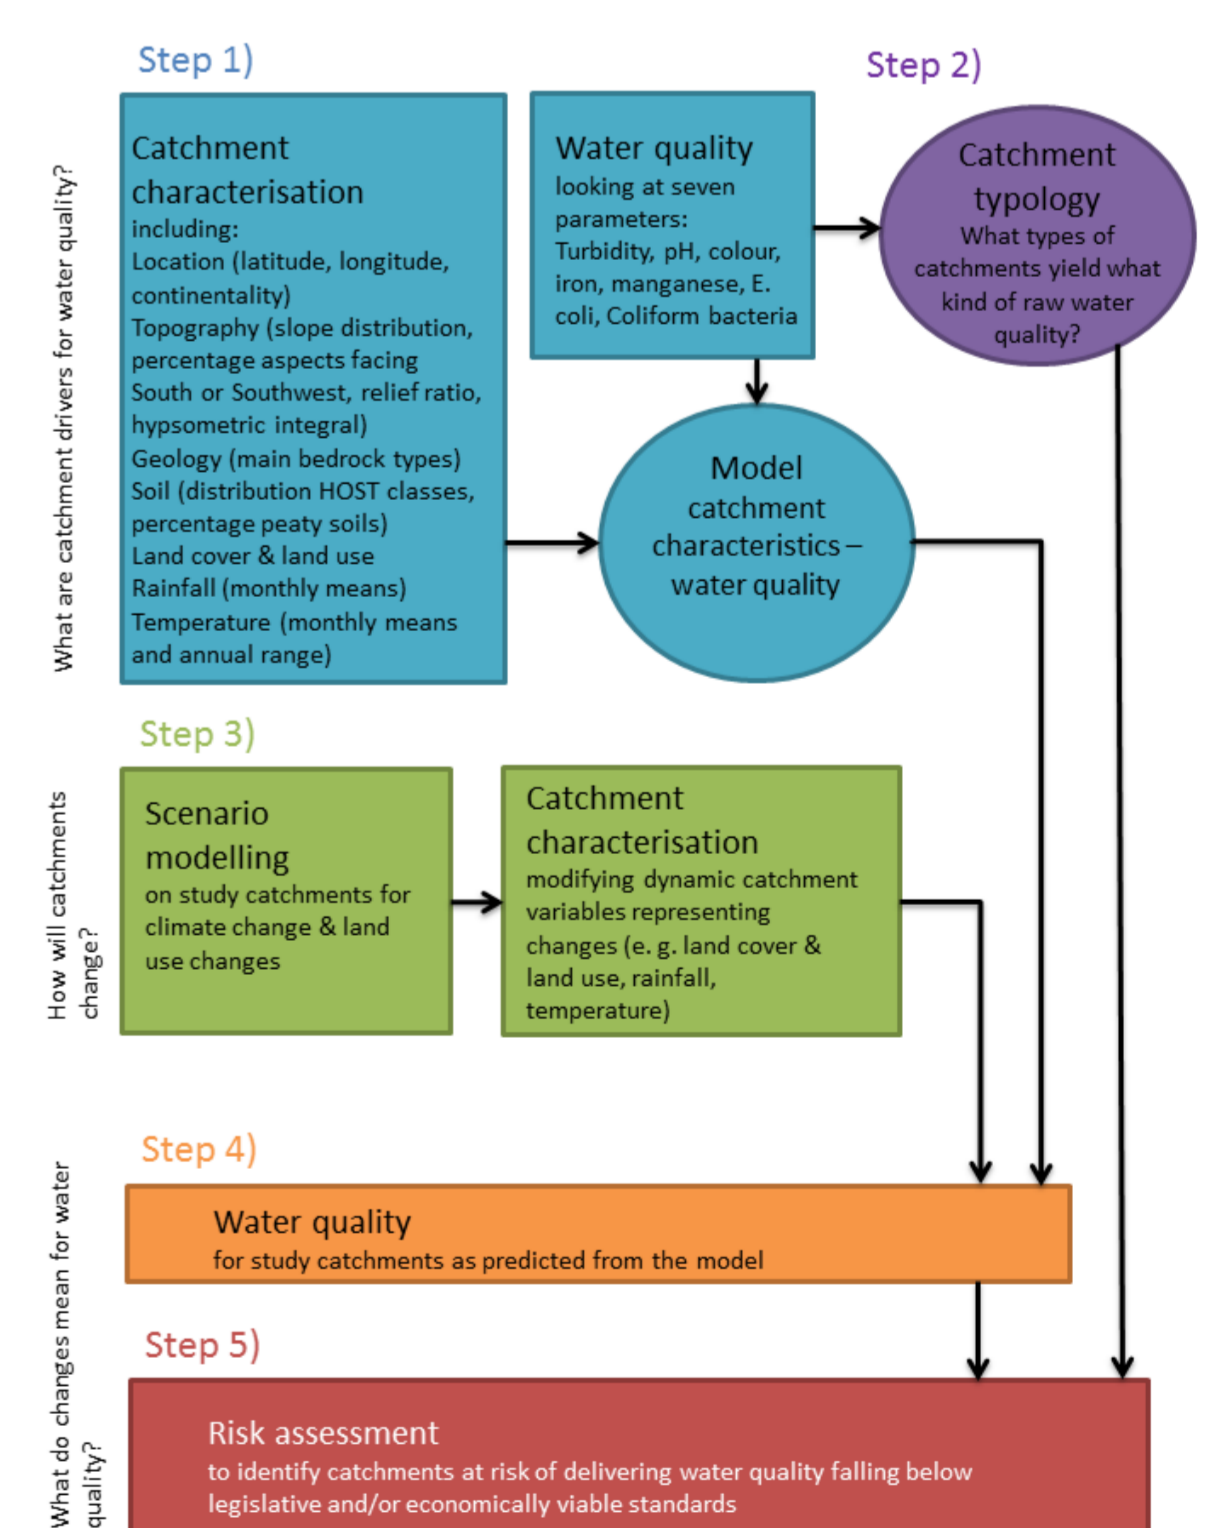 Step 1)
What are catchment drivers for water quality?
Catchment
characterisation
including:
Location (latitude, longitude,
continentality)
Topography (slope distribution,
percentage aspects facing
South or Southwest, relief ratio,
hypsometric integral)
Geology (main bedrock types)
Soil (distribution HOST classes,
percentage peaty soils)
Land cover & land use
Rainfall (monthly means)
Temperature (monthly means
and annual range)
Water quality
looking at seven
parameters:
Turbidity, pH, colour,
iron, manganese, E.
coli, Coliform bacteria
Model
catchment
characteristics –
water quality
Step 2)
Catchment
typology
What types of
catchments yield what
kind of raw water
quality?
Step 3)
How will catchments
change?
Scenario
modelling
on study catchments for
climate change & land
use changes
Catchment
characterisation
modifying dynamic catchment
variables representing
changes (e. g. land cover &
land use, rainfall,
temperature)
Step 4)
What do changes mean for water
quality?
Water quality
for study catchments as predicted from the model
Step 5)
Risk assessment
to identify catchments at risk of delivering water quality falling below
legislative and/or economically viable standards